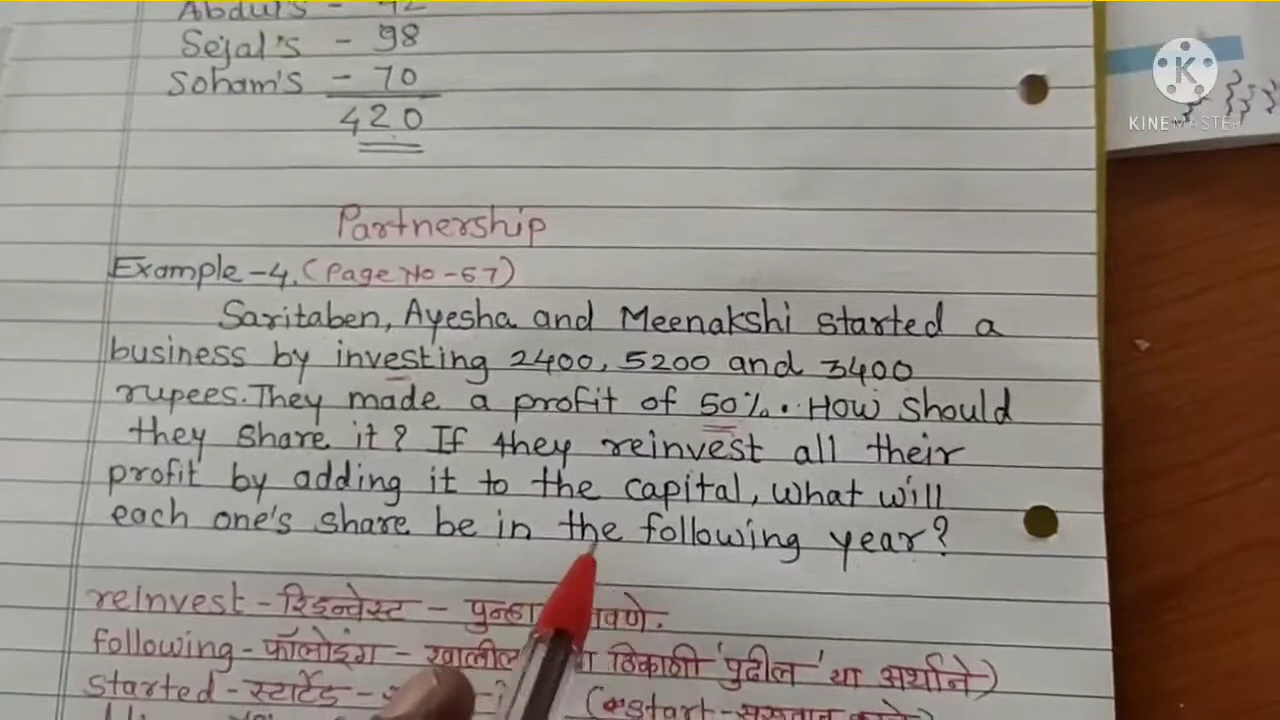 Abdul's -
Sejal's - 98
Soham's - 70
420
KINEMASTER
Partnership
Example-4. (Page No-57)
Saritaben, Ayesha and Meenakshi started a
business by investing 2400, 5200 and 3400
rupees. They made a profit of 50%. How should
they share it? If they reinvest all their
profit by adding it to the capital, what will
each one's share be in the following year?
reinvest - रिइन्वेस्ट - पुन्हा
following - फॉलोइंग - खालील ठिकाणी 'पुढील' या अर्थाने)
started - स्टार्टेड - (start -